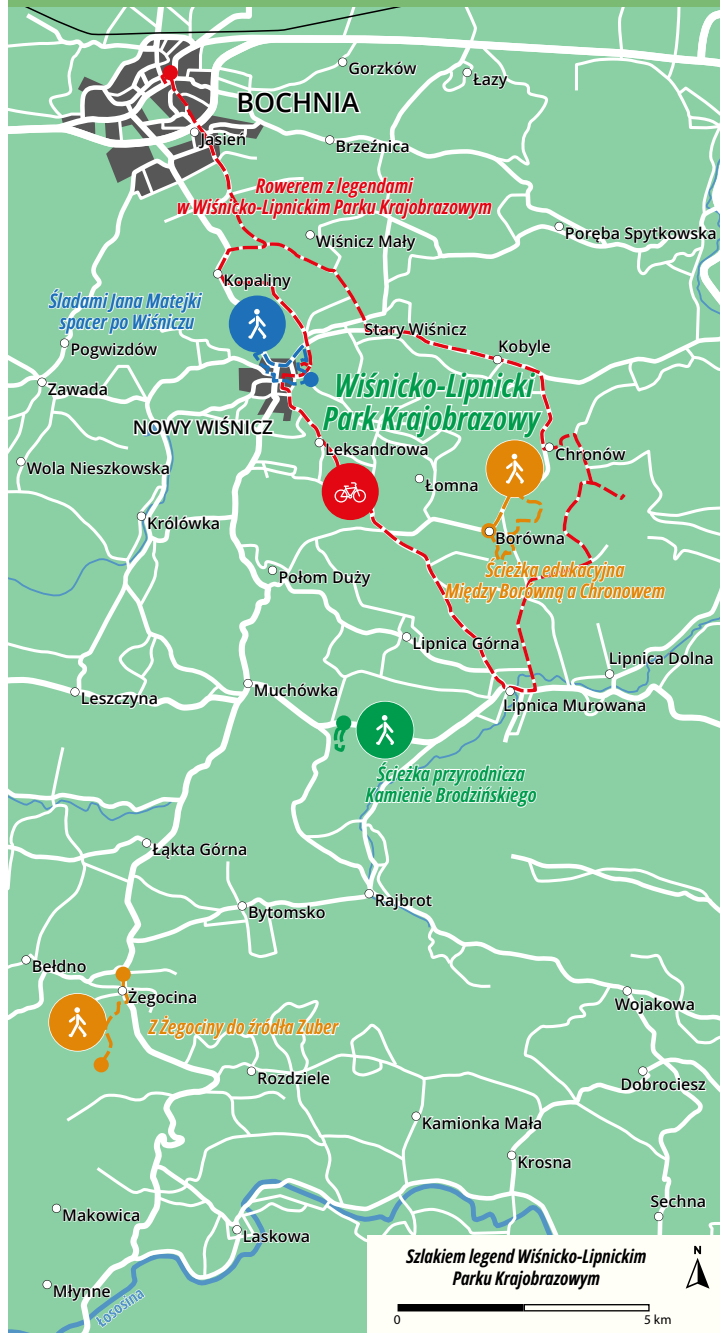 Gorzków
Łazy
BOCHNIA
Jasień
Brzeźnica
Rowerem z legendami
w Wiśnicko-Lipnickim Parku Krajobrazowym
Poręba Spytkowska
Wiśnicz Mały
Kopaliny
Śladami Jana Matejki
spacer po Wiśniczu
Stary Wiśnicz
Pogwizdów
Kobyle
Zawada
Wiśnicko-Lipnicki
Park Krajobrazowy
NOWY WIŚNICZ
Leksandrowa
Chronów
Wola Nieszkowska
Łomna
Królówka
Borówna
Ścieżka edukacyjna
Między Borówną a Chronowem
Połom Duży
Lipnica Górna
Lipnica Dolna
Muchówka
Leszczyna
Lipnica Murowana
Ścieżka przyrodnicza
Kamienie Brodzińskiego
Łąkta Górna
Rajbrot
Bytomsko
Bełdno
Żegocina
Wojakowa
Z Żegociny do źródła Zuber
Rozdziele
Dobrociesz
Kamionka Mała
Krosna
Sechna
Makowica
Laskowa
Młynne
Łososina
Szlakiem legend Wiśnicko-Lipnickim
Parku Krajobrazowym
N
0
5 km